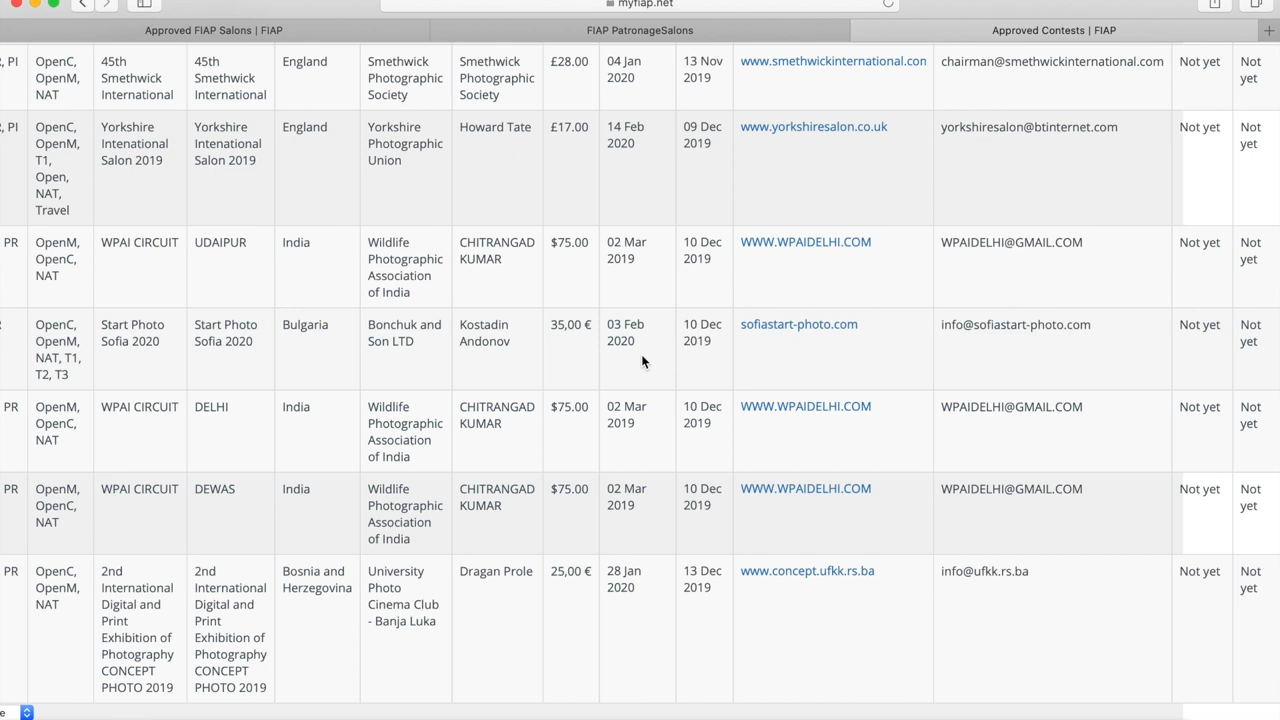 myfiap.net
Approved FIAP Salons | FIAP
FIAP PatronageSalons
Approved Contests | FIAP
, PI
OpenC,
OpenM,
NAT
45th
Smethwick
International
45th
Smethwick
International
England
Smethwick
Photographic
Society
Smethwick
Photographic
Society
£28.00
04 Jan
2020
13 Nov
2019
www.smethwickinternational.con
chairman@smethwickinternational.com
Not yet
Not
yet
, PI
OpenC,
OpenM,
T1,
Open,
NAT,
Travel
Yorkshire
Intenational
Salon 2019
Yorkshire
Intenational
Salon 2019
England
Yorkshire
Photographic
Union
Howard Tate
£17.00
14 Feb
2020
09 Dec
2019
www.yorkshiresalon.co.uk
yorkshiresalon@btinternet.com
Not yet
Not
yet
PR
OpenM,
OpenC,
NAT
WPAI CIRCUIT
UDAIPUR
India
Wildlife
Photographic
Association
of India
CHITRANGAD
KUMAR
$75.00
02 Mar
2019
10 Dec
2019
WWW.WPAIDELHI.COM
WPAIDELHI@GMAIL.COM
Not yet
Not
yet
OpenC,
OpenM,
NAT, T1,
T2, T3
Start Photo
Sofia 2020
Start Photo
Sofia 2020
Bulgaria
Bonchuk and
Son LTD
Kostadin
Andonov
35,00 €
03 Feb
2020
10 Dec
2019
sofiastart-photo.com
info@sofiastart-photo.com
Not yet
Not
yet
PR
OpenM,
OpenC,
NAT
WPAI CIRCUIT
DELHI
India
Wildlife
Photographic
Association
of India
CHITRANGAD
KUMAR
$75.00
02 Mar
2019
10 Dec
2019
WWW.WPAIDELHI.COM
WPAIDELHI@GMAIL.COM
Not yet
Not
yet
PR
OpenM,
OpenC,
NAT
WPAI CIRCUIT
DEWAS
India
Wildlife
Photographic
Association
of India
CHITRANGAD
KUMAR
$75.00
02 Mar
2019
10 Dec
2019
WWW.WPAIDELHI.COM
WPAIDELHI@GMAIL.COM
Not yet
Not
yet
PR
OpenC,
OpenM,
NAT
2nd
International
Digital and
Print
Exhibition of
Photography
CONCEPT
PHOTO 2019
2nd
International
Digital and
Print
Exhibition of
Photography
CONCEPT
PHOTO 2019
Bosnia and
Herzegovina
University
Photo
Cinema Club
- Banja Luka
Dragan Prole
25,00 €
28 Jan
2020
13 Dec
2019
www.concept.ufkk.rs.ba
info@ufkk.rs.ba
Not yet
Not
yet